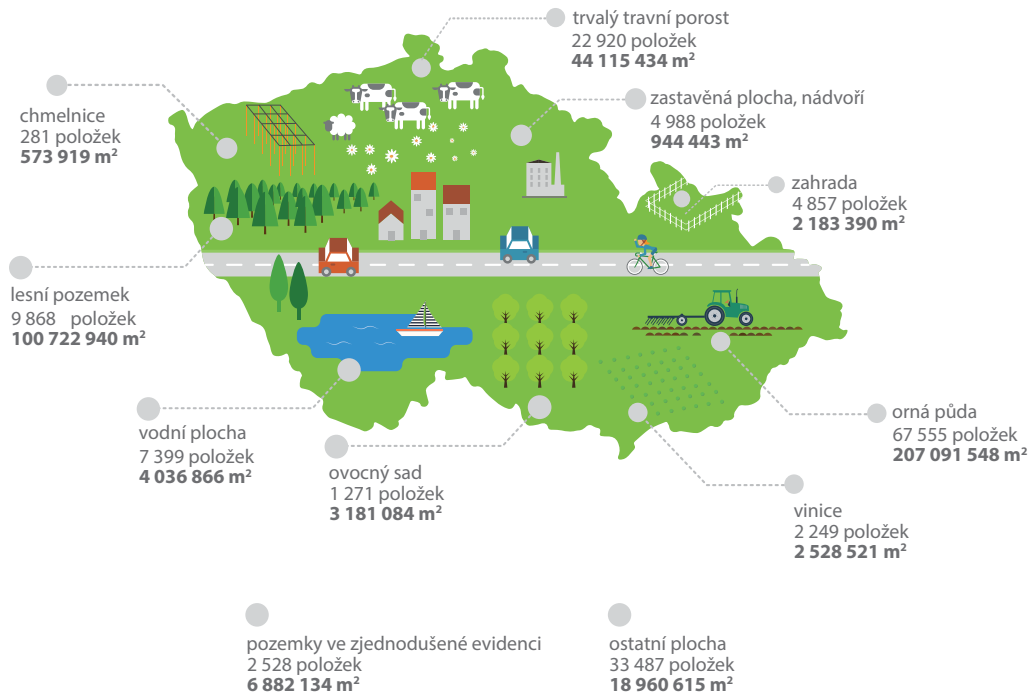 trvalý travní porost
22 920 položek
44 115 434 m²
chmelnice
281 položek
573 919 m²
zastavěná plocha, nádvoří
4 988 položek
944 443 m²
zahrada
4 857 položek
2 183 390 m²
lesní pozemek
9 868 položek
100 722 940 m²
vodní plocha
7 399 položek
4 036 866 m²
ovocný sad
1 271 položek
3 181 084 m²
orná půda
67 555 položek
207 091 548 m²
vinice
2 249 položek
2 528 521 m²
pozemky ve zjednodušené evidenci
2 528 položek
6 882 134 m²
ostatní plocha
33 487 položek
18 960 615 m²